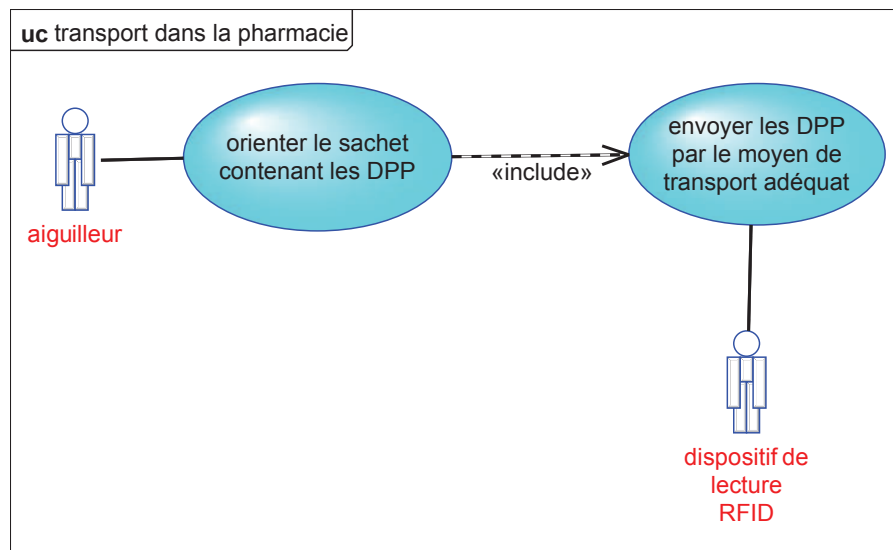 uc transport dans la pharmacie
orienter le sachet
contenant les DPP
«include»
envoyer les DPP
par le moyen de
transport adéquat
aiguilleur
dispositif de
lecture
RFID